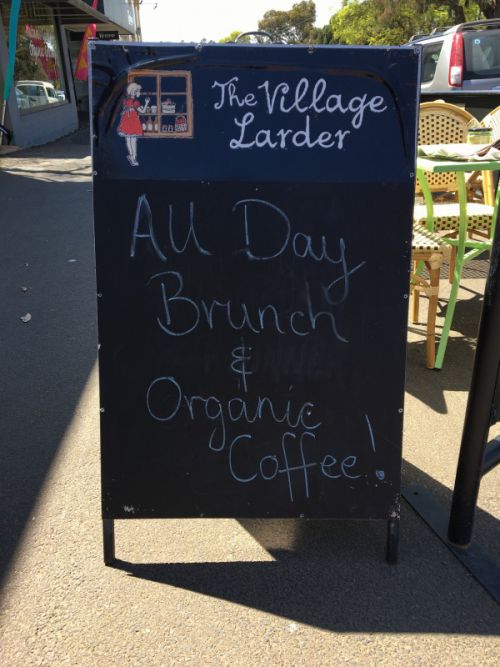 The Village
Larder
All Day
Brunch
&
Organic
Coffee!